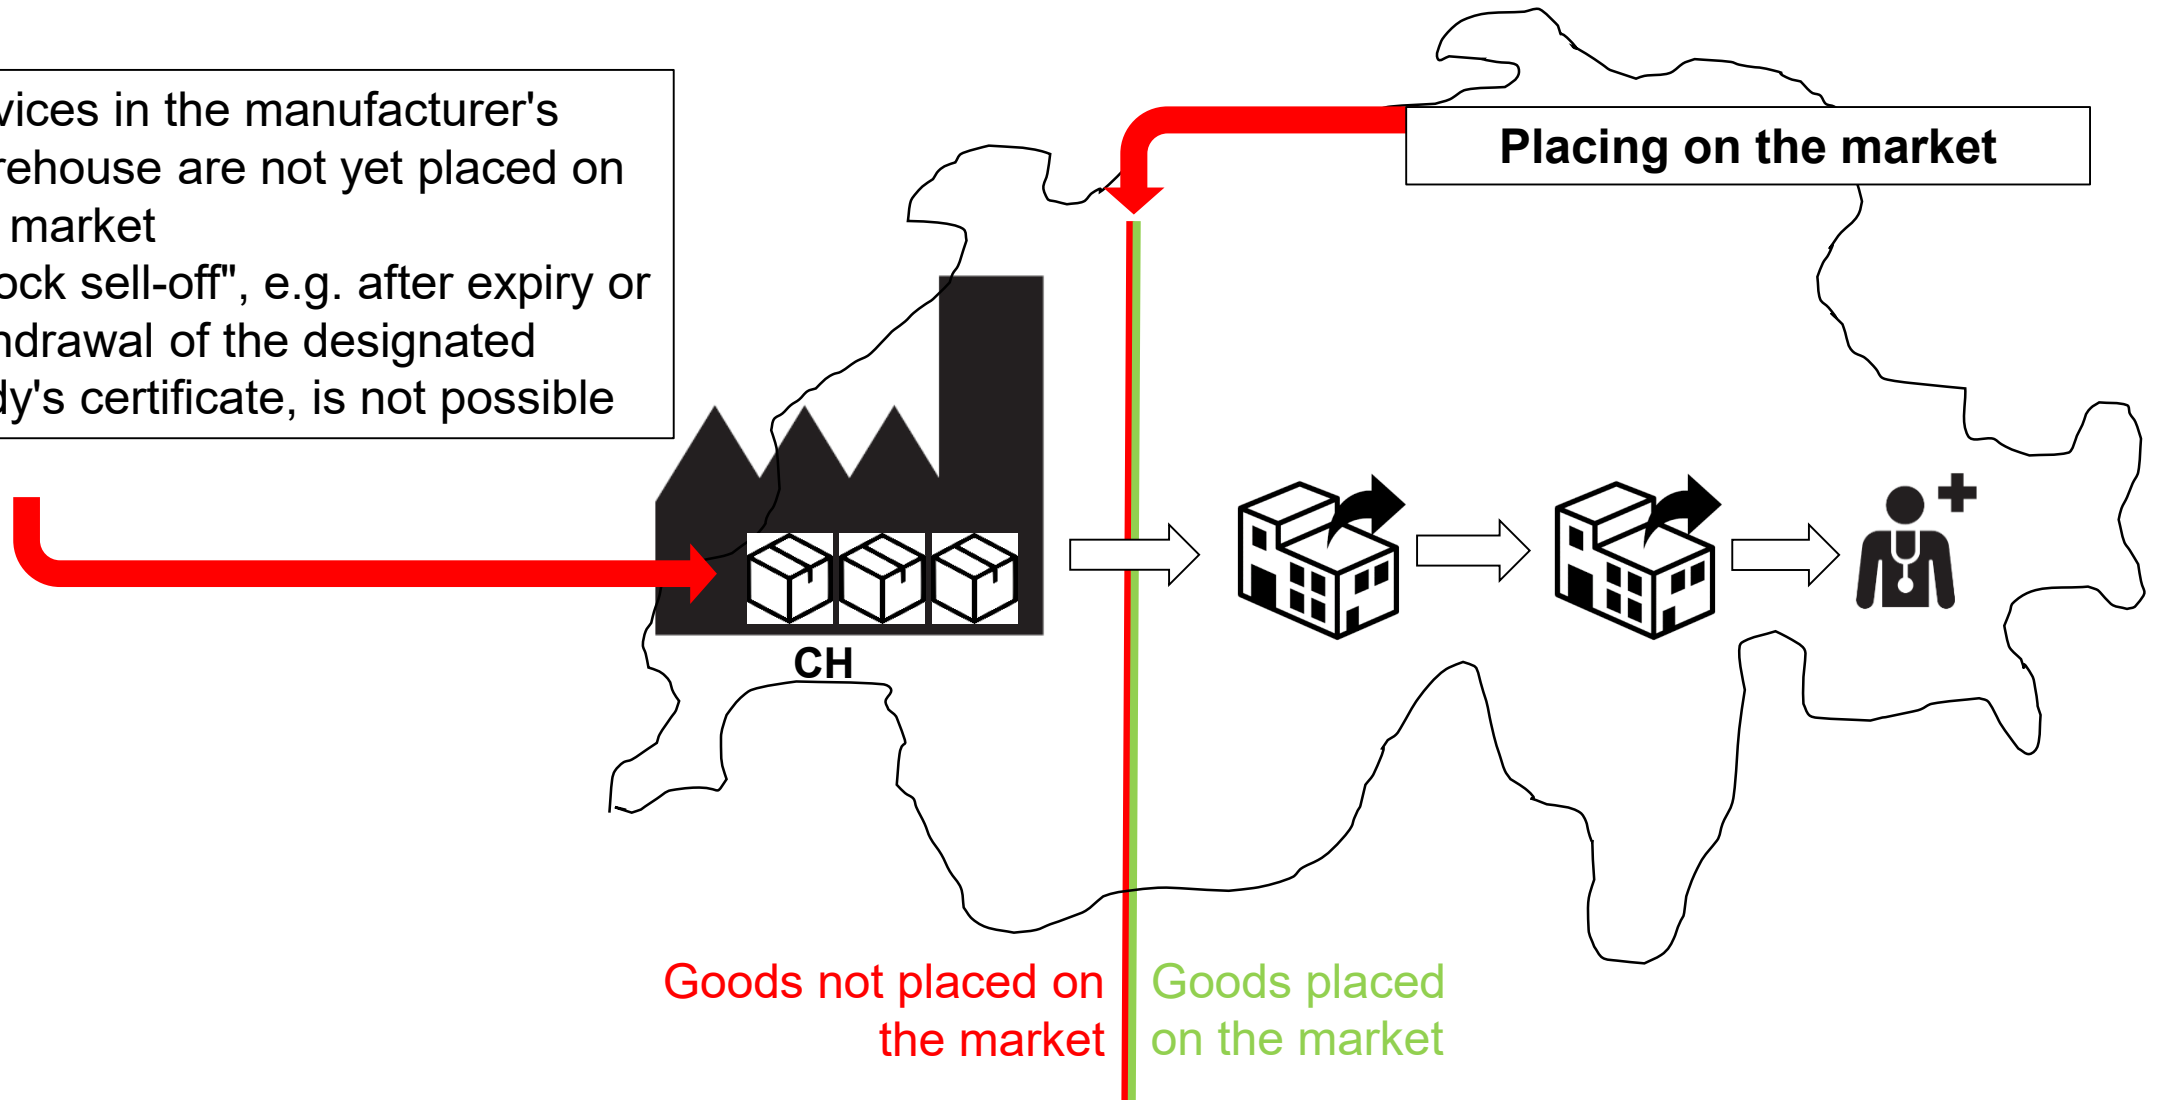 vices in the manufacturer's
rehouse are not yet placed on
market
ock sell-off", e.g. after expiry or
ndrawal of the designated
dy's certificate, is not possible
Placing on the market
CH
Goods not placed on
the market
Goods placed
on the market